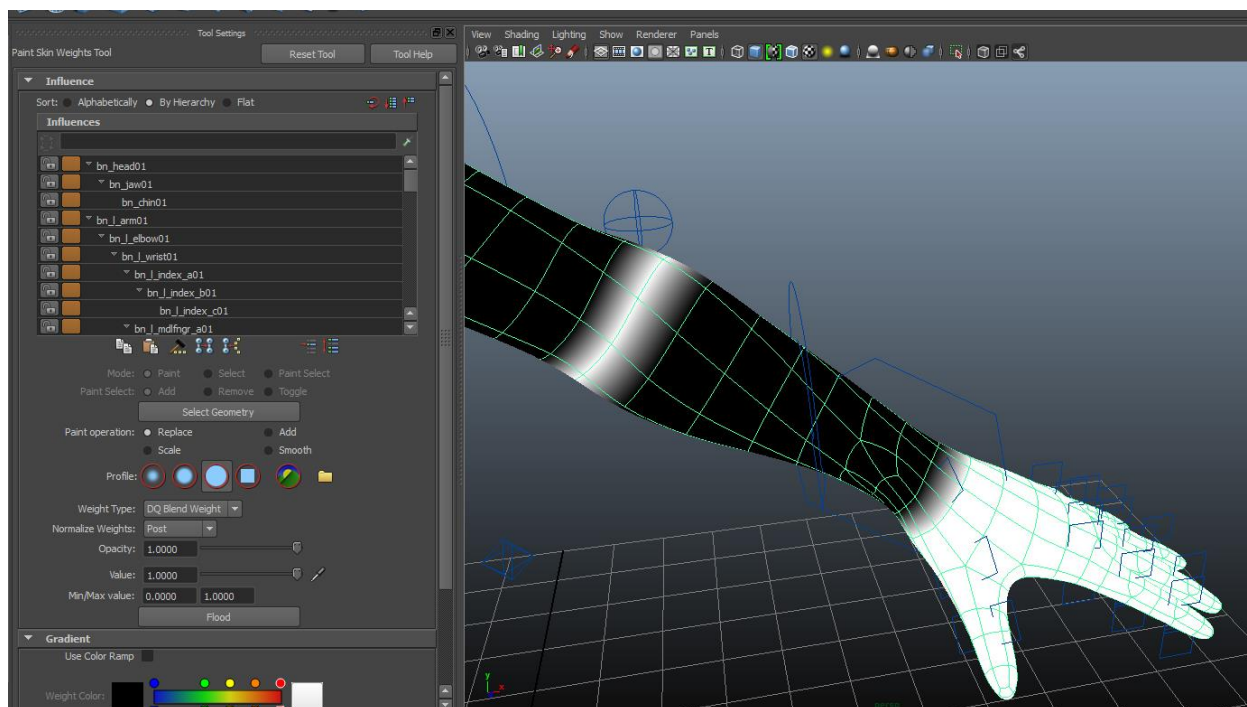 Tool Settings
View Shading Lighting Show Renderer Panels
Paint Skin Weights Tool
Reset Tool
Tool Help
Influence
Sort: Alphabetically By Hierarchy Flat
Influences
bn_head01
bn_jaw01
bn_chin01
bn_l_arm01
bn_l_elbow01
bn_l_wrist01
bn_l_index_a01
bn_l_index_b01
bn_l_index_c01
bn_l_mdlfngr_a01
Mode: Paint Select Paint Select
Paint Select: Add Remove Toggle
Select Geometry
Paint operation: Replace Add
Scale Smooth
Profile:
Weight Type: DQ Blend Weight
Normalize Weights: Post
Opacity: 1.0000
Value: 1.0000
Min/Max value: 0.0000 1.0000
Flood
Gradient
Use Color Ramp
Weight Color:
y
x
persp